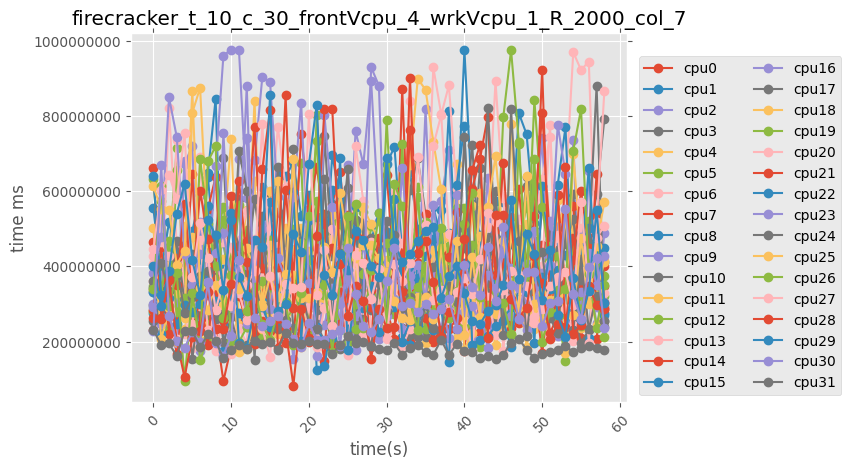 firecracker_t_10_c_30_frontVcpu_4_wrkVcpu_1_R_2000_col_7
1000000000
800000000
600000000
400000000
200000000
time ms
0
10
20
30
40
50
60
time(s)
cpu0
cpu1
cpu2
cpu3
cpu4
cpu5
cpu6
cpu7
cpu8
cpu9
cpu10
cpu11
cpu12
cpu13
cpu14
cpu15
cpu16
cpu17
cpu18
cpu19
cpu20
cpu21
cpu22
cpu23
cpu24
cpu25
cpu26
cpu27
cpu28
cpu29
cpu30
cpu31